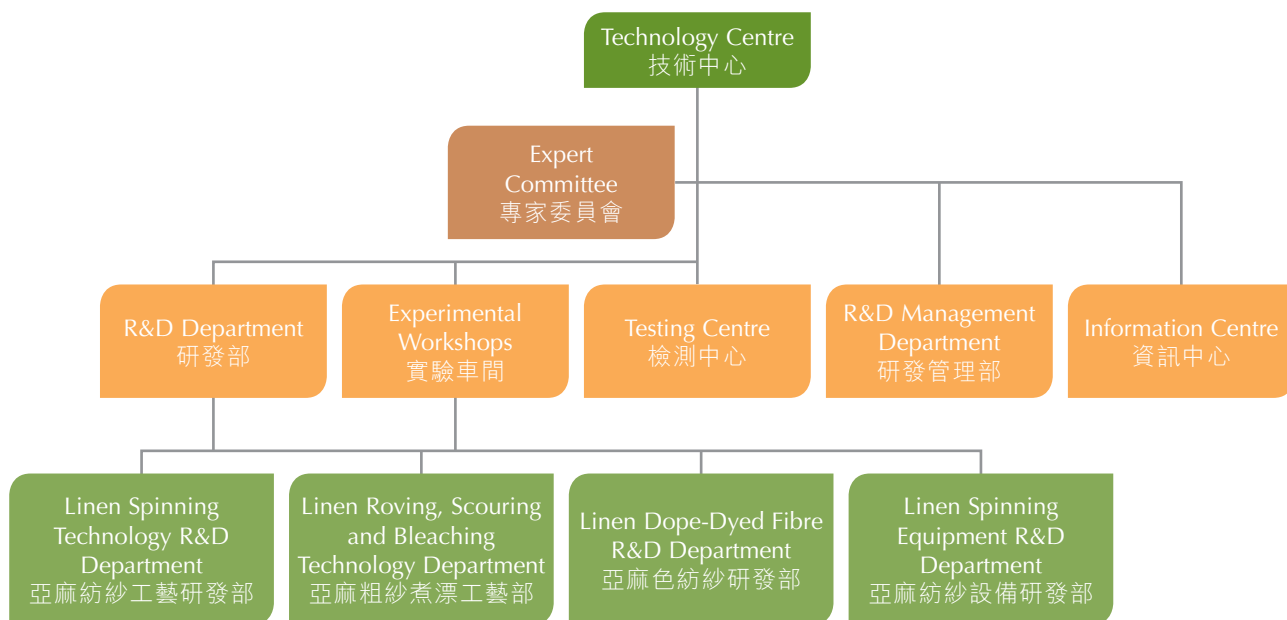 Technology Centre
技術中心
Expert
Committee
專家委員會
R&D Department
研發部
Experimental
Workshops
實驗車間
Testing Centre
檢測中心
R&D Management
Department
研發管理部
Information Centre
資訊中心
Linen Spinning
Technology R&D
Department
亞麻紡紗工藝研發部
Linen Roving, Scouring
and Bleaching
Technology Department
亞麻粗紗煮漂工藝部
Linen Dope-Dyed Fibre
R&D Department
亞麻色紡紗研發部
Linen Spinning
Equipment R&D
Department
亞麻紡紗設備研發部